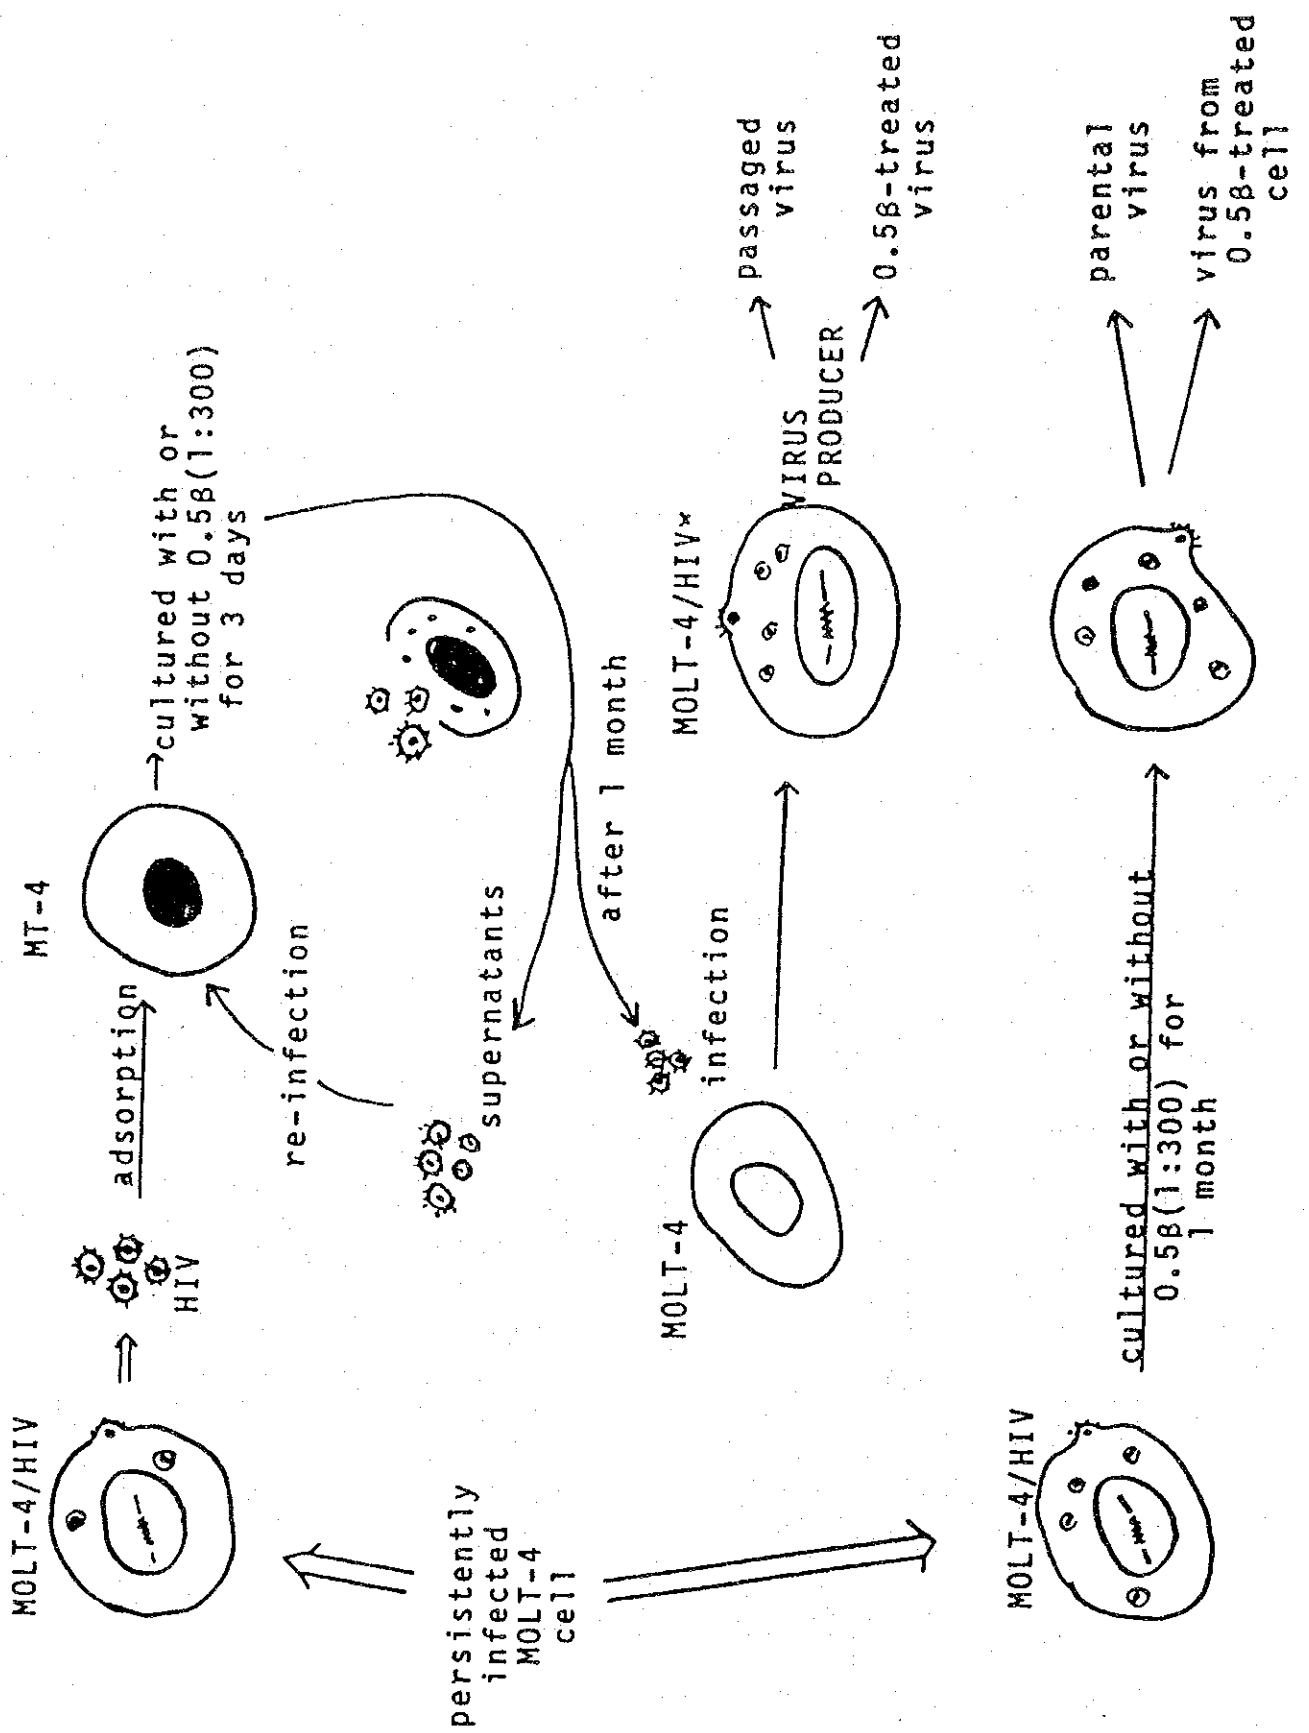 MOLT-4/HIV
HIV
adsorption
MT-4
cultured with or
without 0.5β(1:300)
for 3 days
re-infection
supernatants
after 1 month
persistently
infected
MOLT-4
cell
MOLT-4
infection
MOLT-4/HIV*
VIRUS
PRODUCER
passaged
virus
0.5β-treated
virus
MOLT-4/HIV
cultured with or without
0.5β(1:300) for
1 month
parental
virus
virus from
0.5β-treated
cell